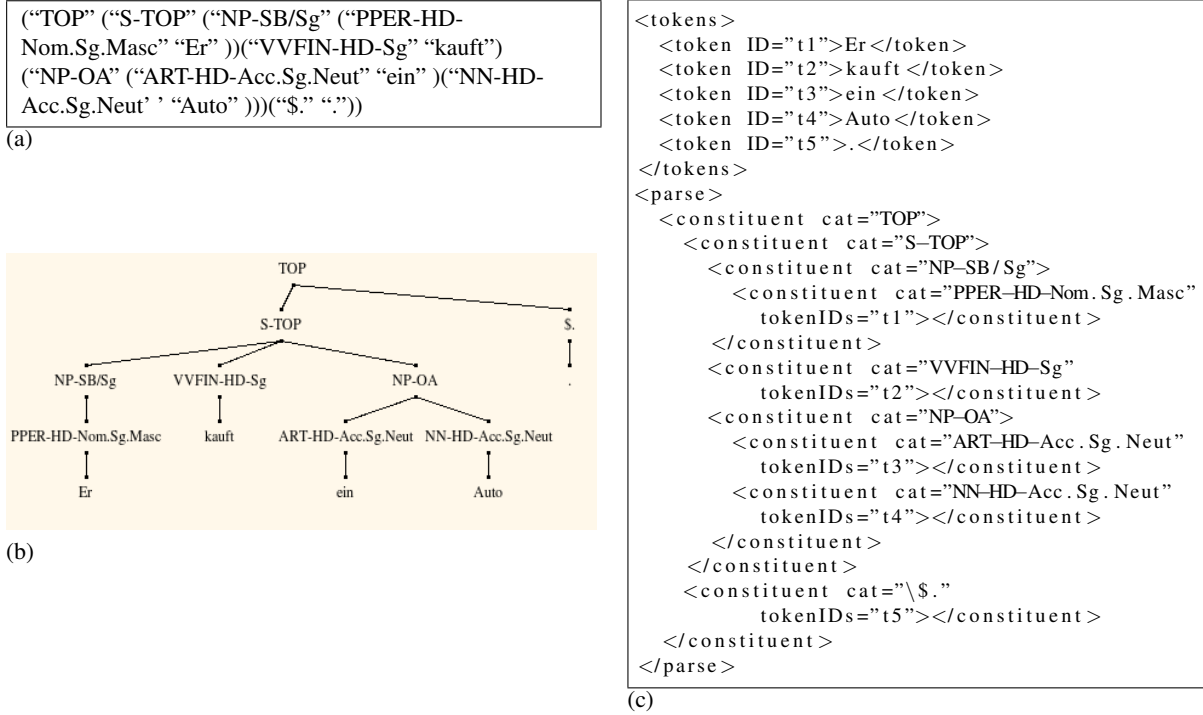 (“TOP” (“S-TOP” (“NP-SB/Sg” (“PPER-HD-
Nom.Sg.Masc” “Er” ))(“VVFIN-HD-Sg” “kauft”)
(“NP-OA” (“ART-HD-Acc.Sg.Neut” “ein” )(“NN-HD-
Acc.Sg.Neut’ ’ “Auto” )))(“$.” “.”))
(a)
TOP
S-TOP $.
NP-SB/Sg VVFIN-HD-Sg NP-OA .
PPER-HD-Nom.Sg.Masc kauft ART-HD-Acc.Sg.Neut NN-HD-Acc.Sg.Neut
Er ein Auto
(b)
<tokens>
<token ID=”t1”>Er</token>
<token ID=”t2”>kauft</token>
<token ID=”t3”>ein</token>
<token ID=”t4”>Auto</token>
<token ID=”t5”>.</token>
</tokens>
<parse>
<constituent cat=”TOP”>
<constituent cat=”S–TOP”>
<constituent cat=”NP–SB/Sg”>
<constituent cat=”PPER–HD–Nom.Sg.Masc”
tokenIDs=”t1”></constituent>
</constituent>
<constituent cat=”VVFIN–HD–Sg”
tokenIDs=”t2”></constituent>
<constituent cat=”NP–OA”>
<constituent cat=”ART–HD–Acc.Sg.Neut”
tokenIDs=”t3”></constituent>
<constituent cat=”NN–HD–Acc.Sg.Neut”
tokenIDs=”t4”></constituent>
</constituent>
</constituent>
<constituent cat=”\$.”
tokenIDs=”t5”></constituent>
</constituent>
</parse>
(c)